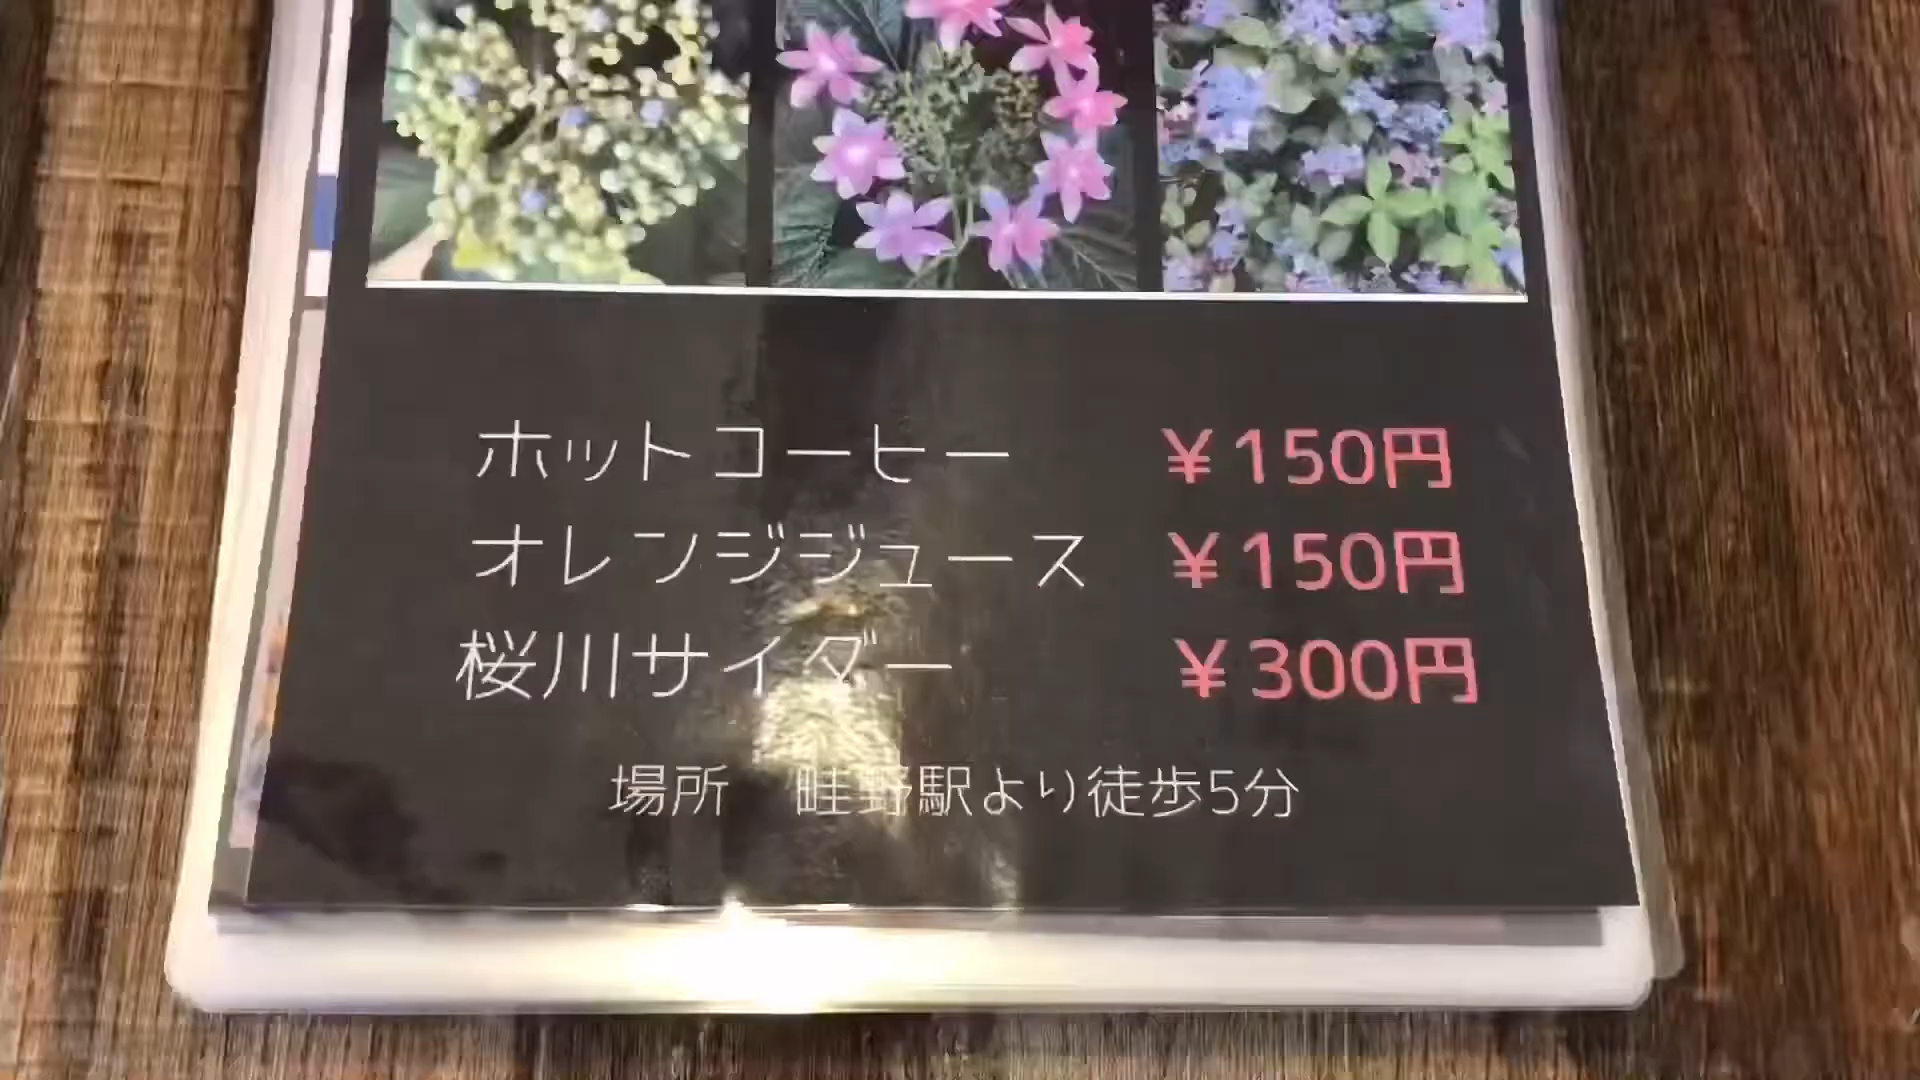 ホットコーヒー ￥150円
オレンジジュース ￥150円
桜川サイダー ￥300円
場所 畦野駅より徒歩5分